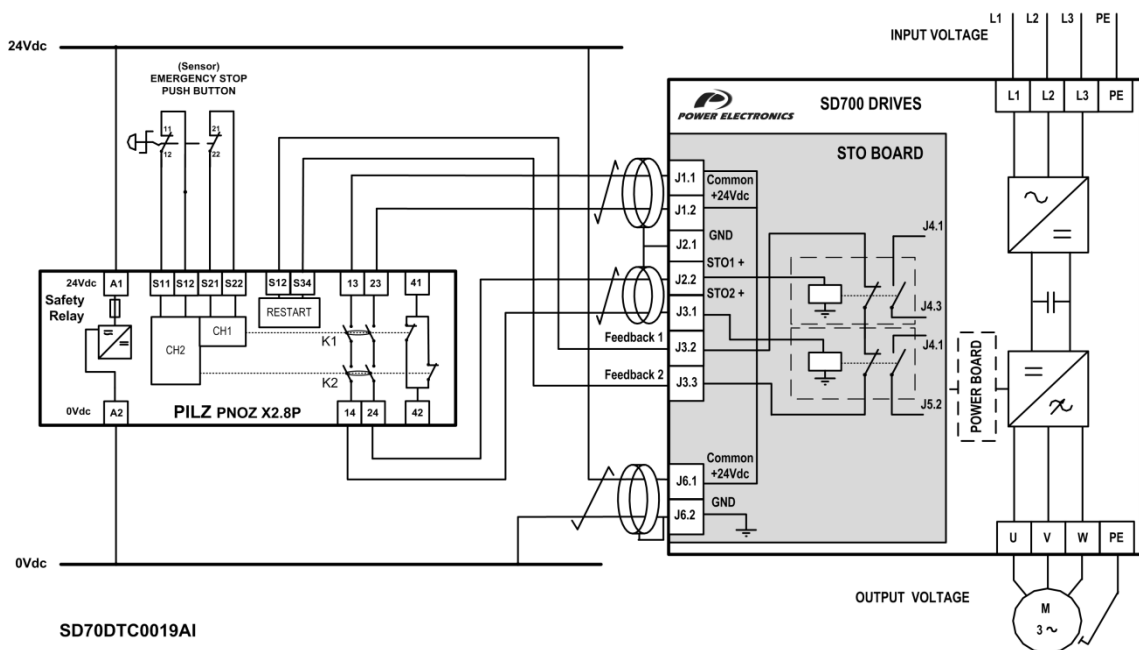 L1 L2 L3 PE
INPUT VOLTAGE
24Vdc
(Sensor)
EMERGENCY STOP
PUSH BUTTON
11
12
21
22
POWER ELECTRONICS
SD700 DRIVES
L1 L2 L3 PE
STO BOARD
J1.1
Common
+24Vdc
J1.2
GND
J2.1
J4.1
STO1 +
J2.2
STO2 +
J3.1
J4.3
Feedback 1
J3.2
J4.1
Feedback 2
J3.3
J5.2
POWER BOARD
24Vdc A1 S11 S12 S21 S22 S12 S34 13 23 41
Safety
Relay
RESTART
CH1
CH2
K1
K2
0Vdc A2 PILZ PNOZ X2.8P 14 24 42
Common
+24Vdc
J6.1
GND
J6.2
U V W PE
0Vdc
OUTPUT VOLTAGE
M
3 ~
SD70DTC0019AI